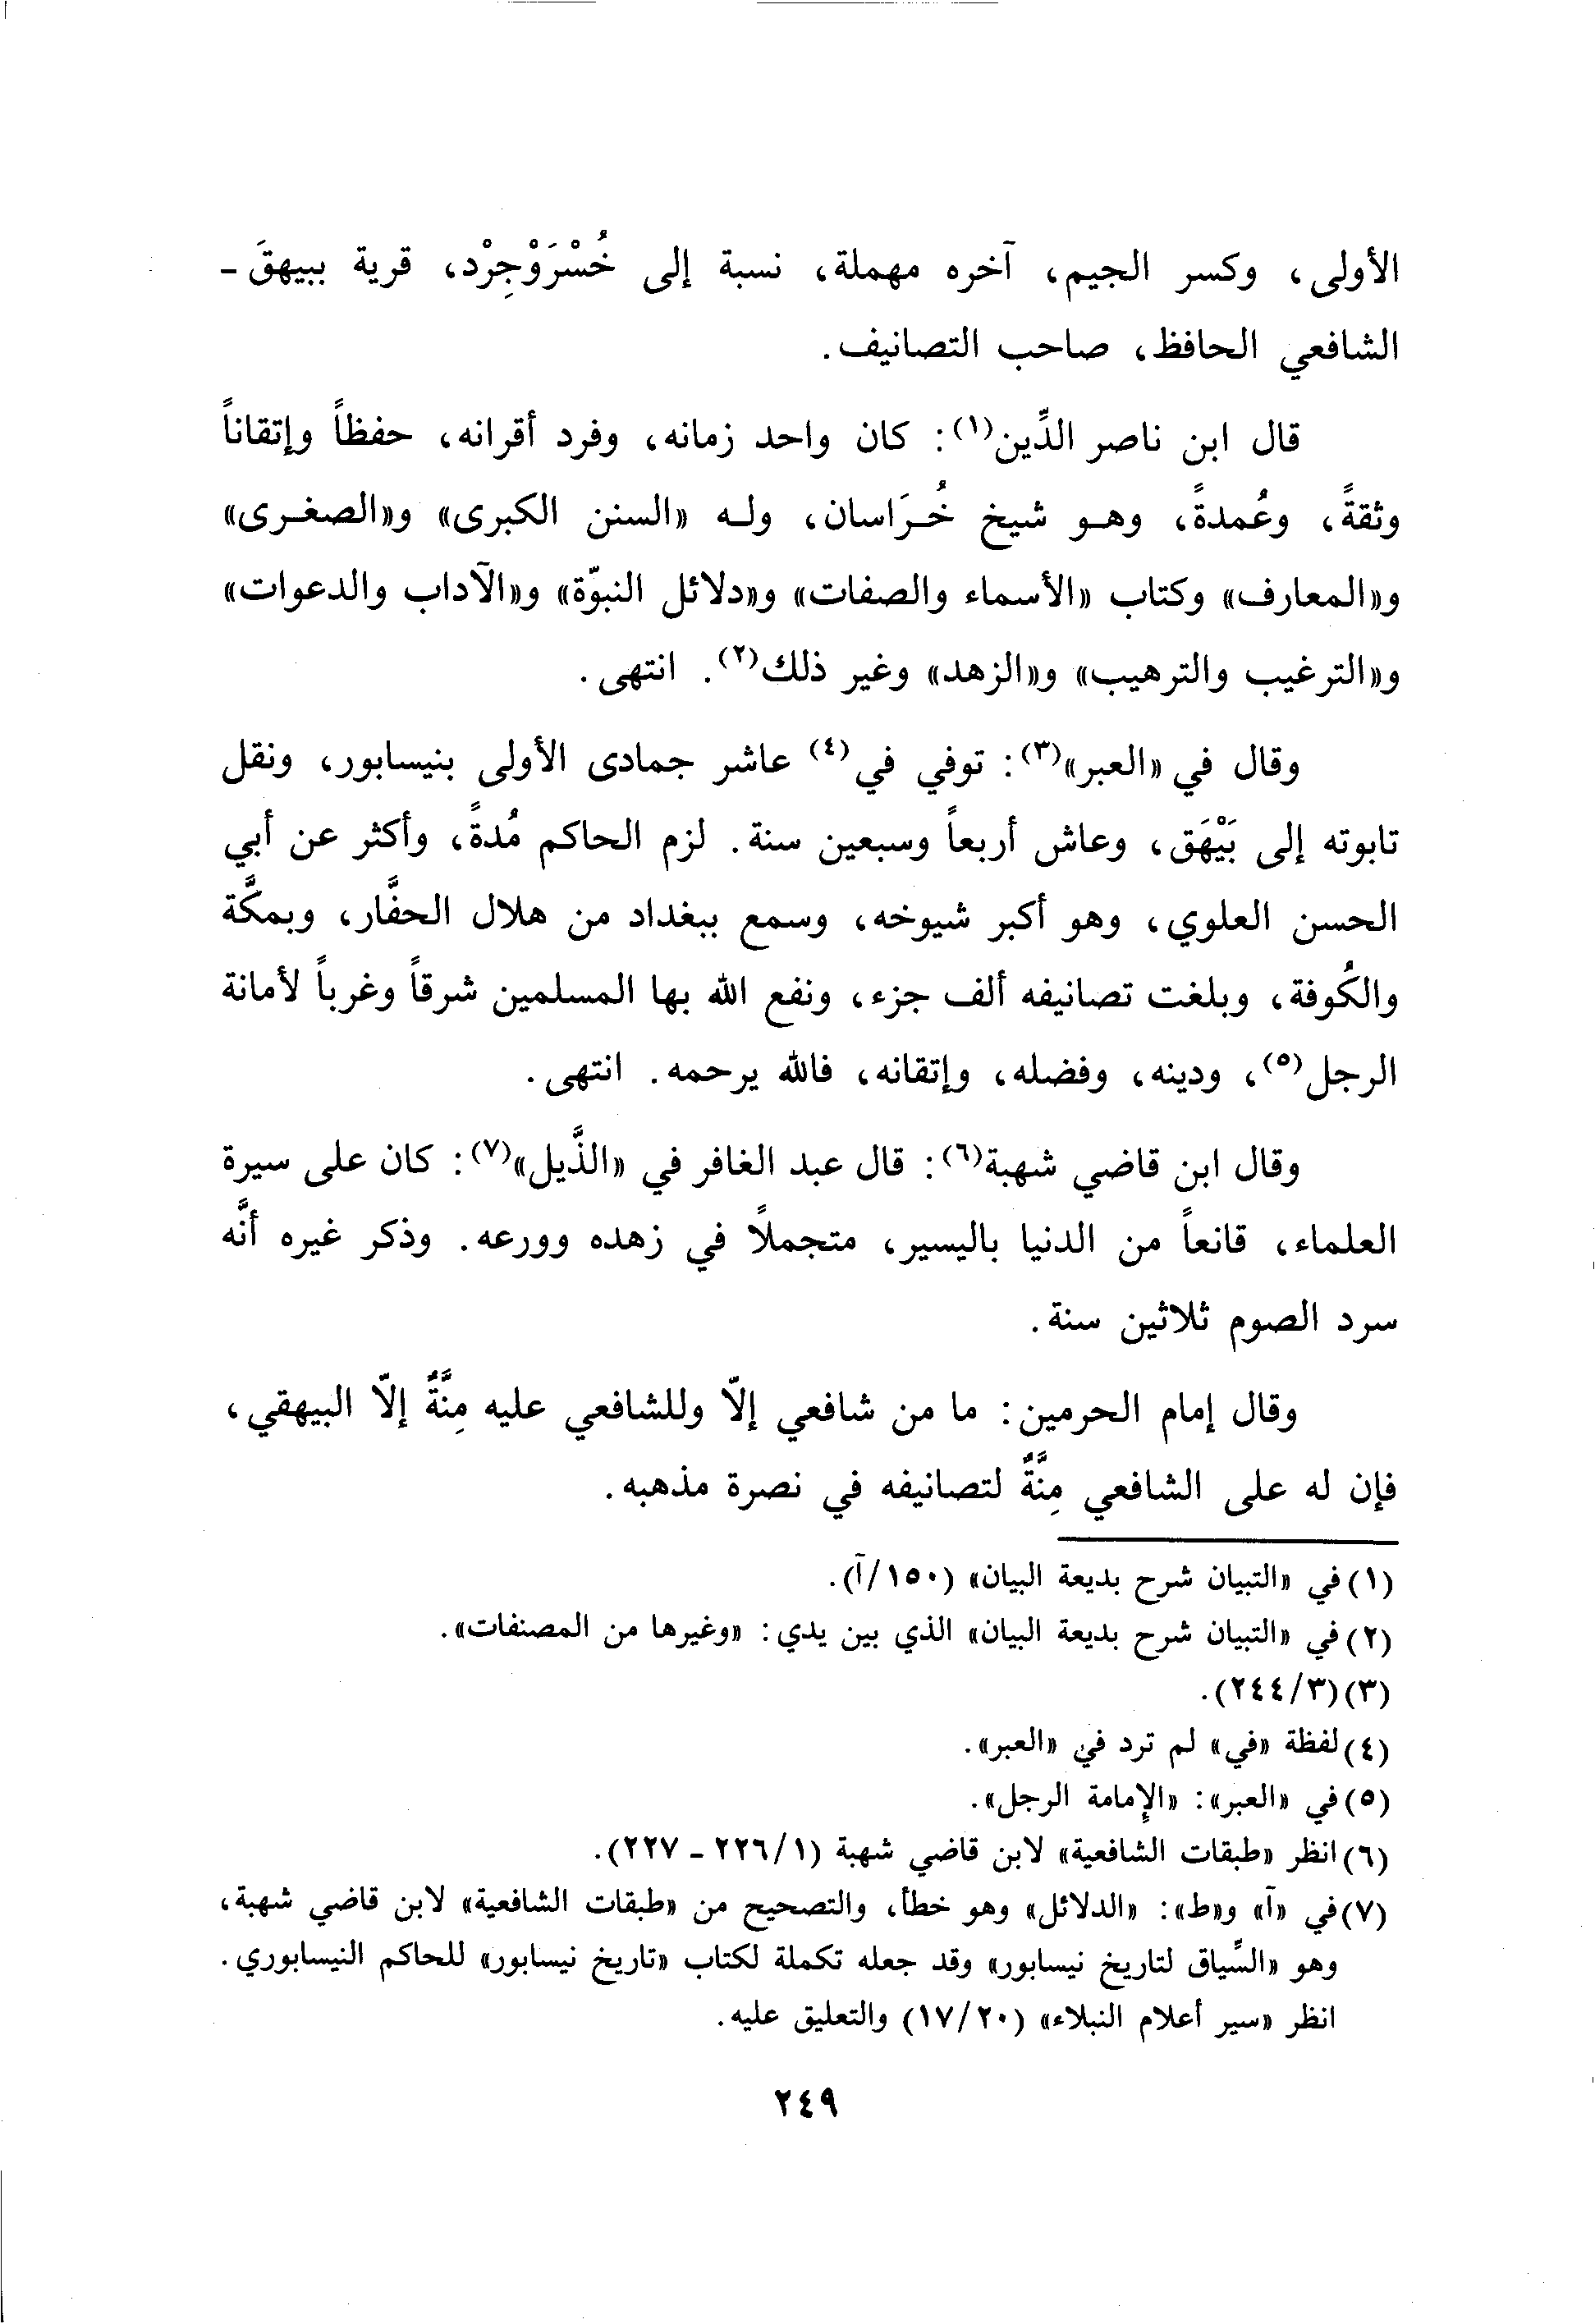 الأولى، وكسر الجيم، آخره مهملة، نسبة إلى خُسْرَوْجِرْد، قرية ببيهقَ -
الشافعي الحافظ، صاحب التصانيف.
قال ابن ناصر الدِّين(١): كان واحد زمانه، وفرد أقرانه، حفظاً وإتقاناً
وثقةً، وعُمدةً، وهـو شيخ خُـرَاسان، ولـه «السنن الكبرى» و«الصغـرى»
و«المعارف» وكتاب «الأسماء والصفات» و«دلائل النبوّة» و«الآداب والدعوات»
و«الترغيب والترهيب» و«الزهد» وغير ذلك(٢). انتهى.
وقال في «العبر»(٣): توفي في(٤) عاشر جمادى الأولى بنيسابور، ونقل
تابوته إلى بَيْهَق، وعاش أربعاً وسبعين سنة. لزم الحاكم مُدةً، وأكثر عن أبي
الحسن العلوي، وهو أكبر شيوخه، وسمع ببغداد من هلال الحفَّار، وبمكَّة
والكُوفة، وبلغت تصانيفه ألف جزء، ونفع الله بها المسلمين شرقاً وغرباً لأمانة
الرجل(٥)، ودينه، وفضله، وإتقانه، فالله يرحمه. انتهى.
وقال ابن قاضي شهبة(٦): قال عبد الغافر في «الذَّيل»(٧): كان على سيرة
العلماء، قانعاً من الدنيا باليسير، متجملاً في زهده وورعه. وذكر غيره أنَّه
سرد الصوم ثلاثين سنة.
وقال إمام الحرمين: ما من شافعي إلّا وللشافعي عليه مِنَّةٌ إلّا البيهقي،
فإن له على الشافعي مِنَّةٌ لتصانيفه في نصرة مذهبه.
(١) في «التبيان شرح بديعة البيان» (١٥٠/آ).
(٢) في «التبيان شرح بديعة البيان» الذي بين يدي: «وغيرها من المصنفات».
(٣) (٢٤٤/٣).
(٤) لفظة «في» لم ترد في «العبر».
(٥) في «العبر»: «الإمامة الرجل».
(٦) انظر «طبقات الشافعية» لابن قاضي شهبة (٢٢٦/١ - ٢٢٧).
(٧) في «آ» و«ط»: «الدلائل» وهو خطأ، والتصحيح من «طبقات الشافعية» لابن قاضي شهبة،
وهو «السِّياق لتاريخ نيسابور» وقد جعله تكملة لكتاب «تاريخ نيسابور» للحاكم النيسابوري.
انظر «سير أعلام النبلاء» (١٧/٢٠) والتعليق عليه.
٢٤٩